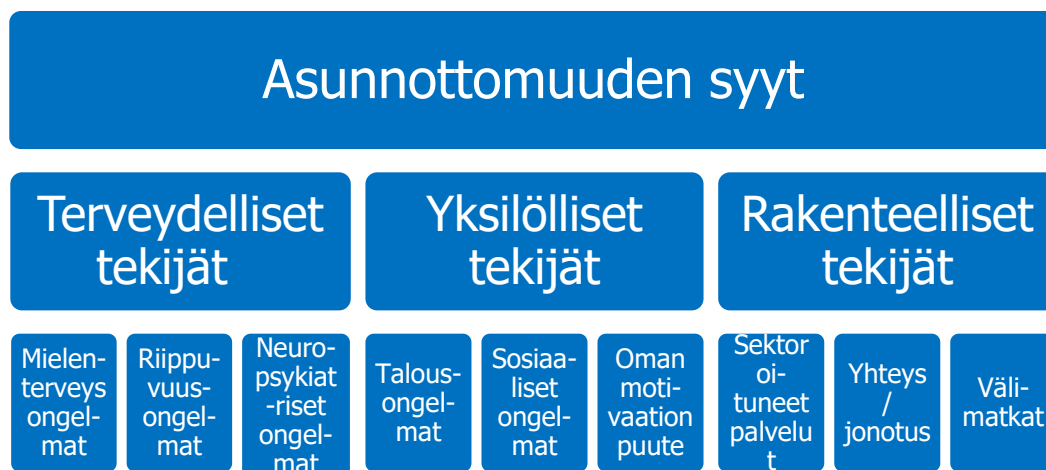 Asunnottomuuden syyt
Terveydelliset
tekijät
Yksilölliset
tekijät
Rakenteelliset
tekijät
Mielen-
terveys
ongel-
mat
Riippu-
vuus-
ongel-
mat
Neuro-
psykiat
-riset
ongel-
mat
Talous-
ongel-
mat
Sosiaa-
liset
ongel-
mat
Oman
moti-
vaation
puute
Sektor
oi-
tuneet
palvelu
t
Yhteys
/
jonotus
Väli-
matkat